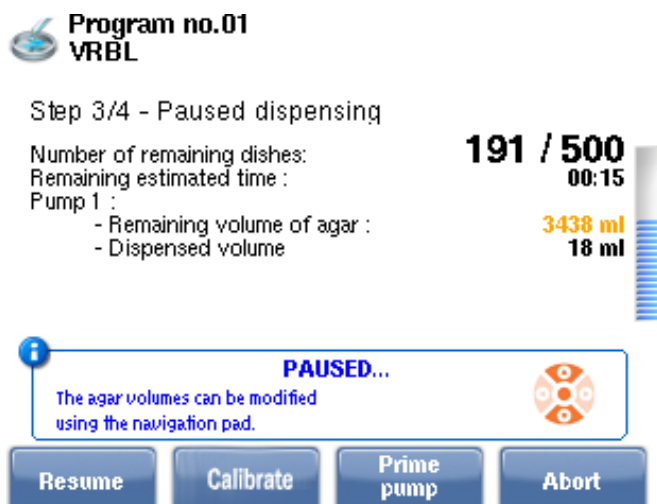 Program no.01
VRBL
Step 3/4 - Paused dispensing
Number of remaining dishes: 191 / 500
Remaining estimated time : 00:15
Pump 1 :
- Remaining volume of agar : 3438 ml
- Dispensed volume 18 ml
i
PAUSED...
The agar volumes can be modified
using the navigation pad.
Resume Calibrate Prime pump Abort